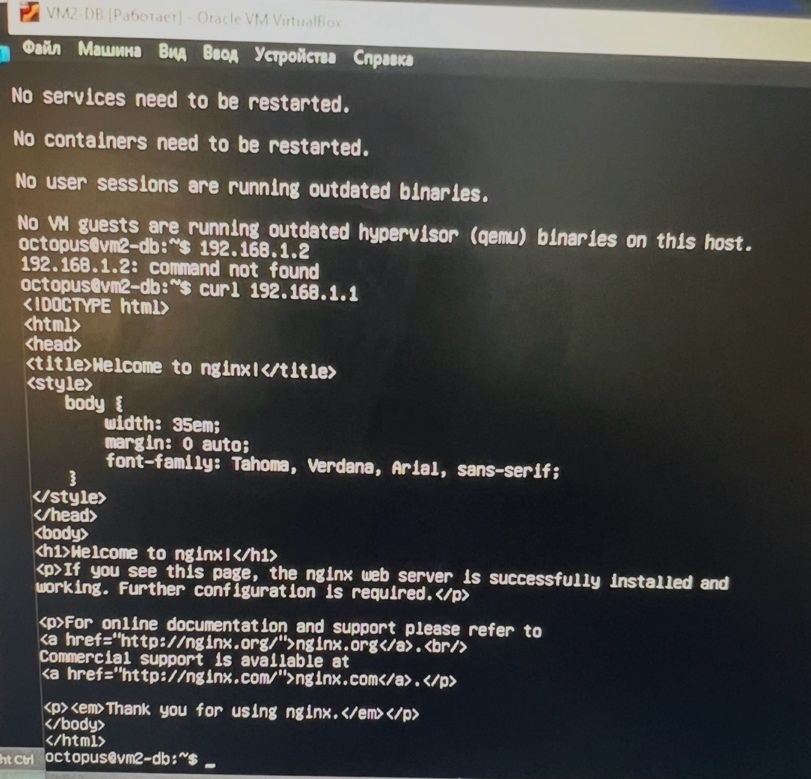 VM2-DB [Работает] - Oracle VM VirtualBox
Файл Машина Вид Ввод Устройства Справка
No services need to be restarted.
No containers need to be restarted.
No user sessions are running outdated binaries.
No VM guests are running outdated hypervisor (qemu) binaries on this host.
octopus@vm2-db:~$ 192.168.1.2
192.168.1.2: command not found
octopus@vm2-db:~$ curl 192.168.1.1
<!DOCTYPE html>
<html>
<head>
<title>Welcome to nginx!</title>
<style>
body {
width: 35em;
margin: 0 auto;
font-family: Tahoma, Verdana, Arial, sans-serif;
}
</style>
</head>
<body>
<h1>Welcome to nginx!</h1>
<p>If you see this page, the nginx web server is successfully installed and
working. Further configuration is required.</p>
<p>For online documentation and support please refer to
<a href="http://nginx.org/">nginx.org</a>.<br/>
Commercial support is available at
<a href="http://nginx.com/">nginx.com</a>.</p>
<p><em>Thank you for using nginx.</em></p>
</body>
</html>
octopus@vm2-db:~$ _
ht Ctrl